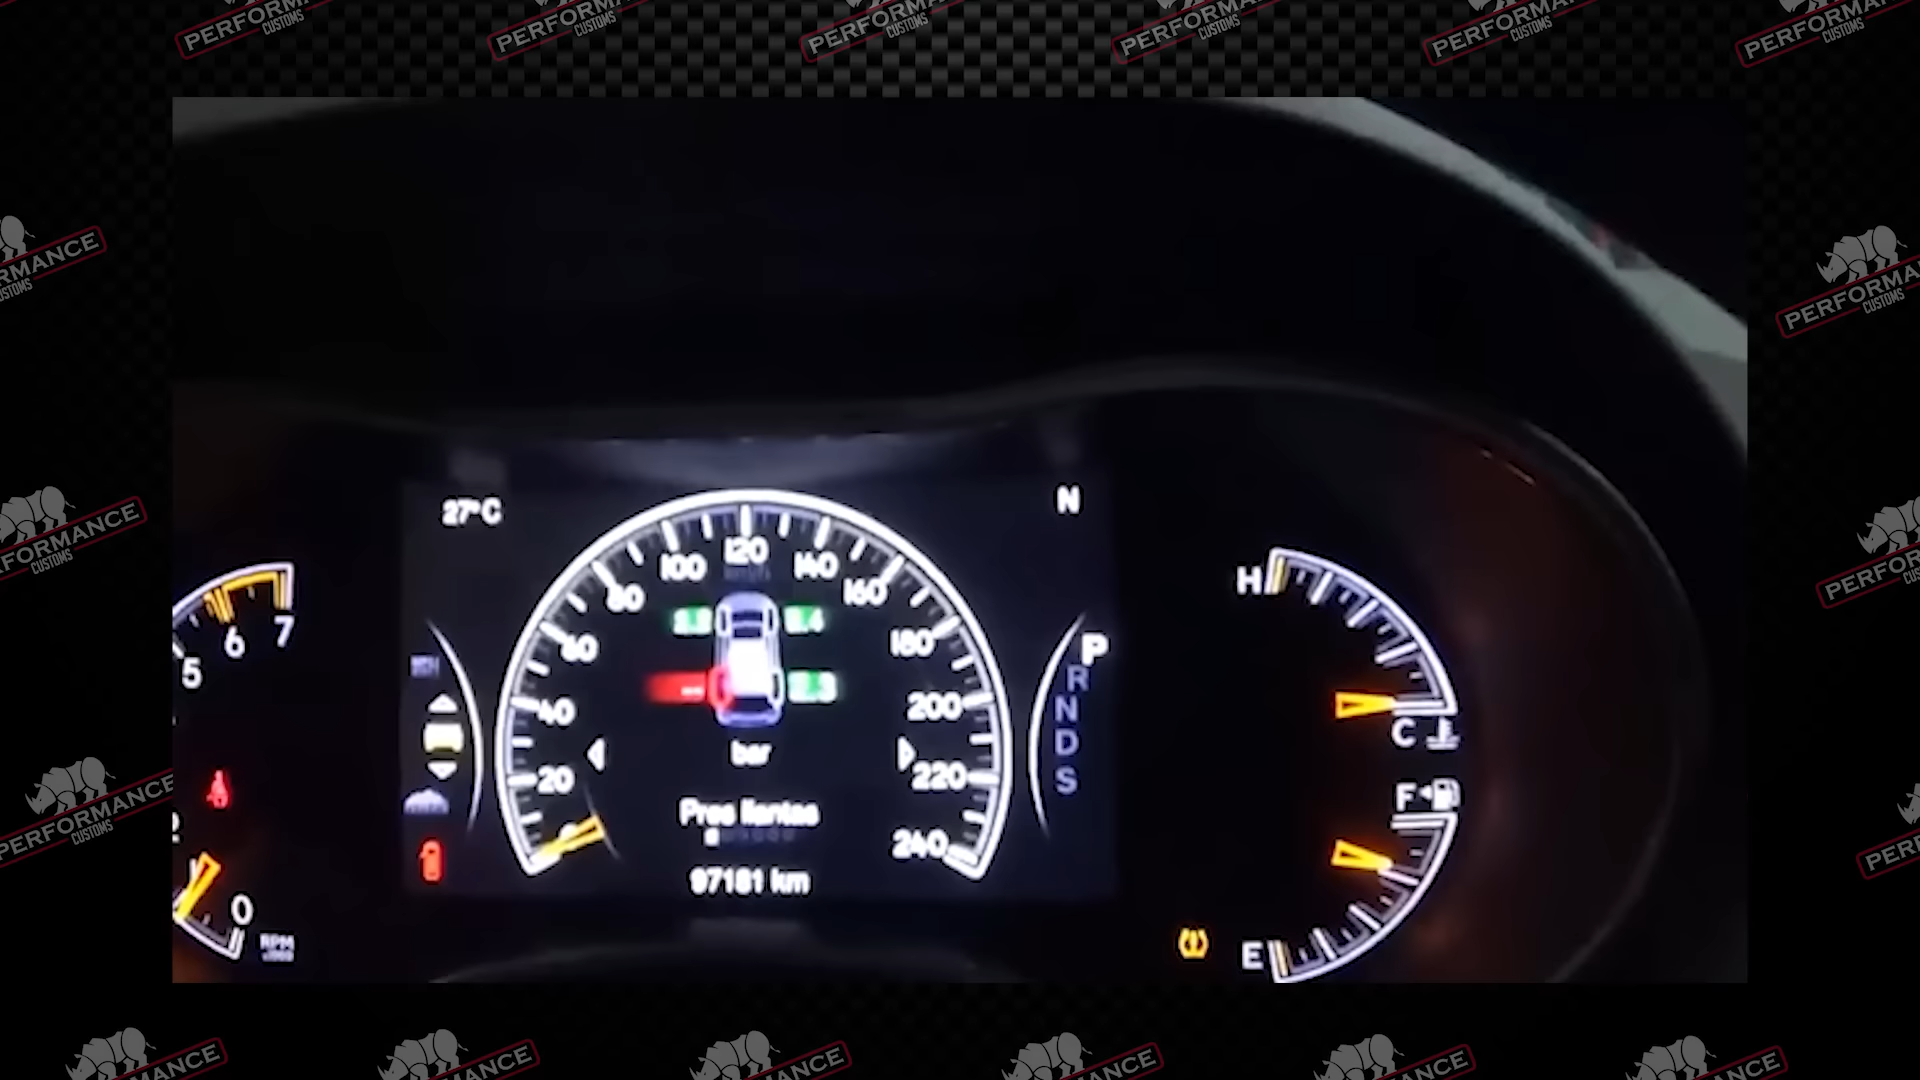 PERFORMANCE
CUSTOMS
27°C
N
100
120
140
80
160
60
180
40
200
20
220
240
bar
Pres llantas
97181 km
P
R
N
D
S
5
6
7
0
RPM
H
C
F
E